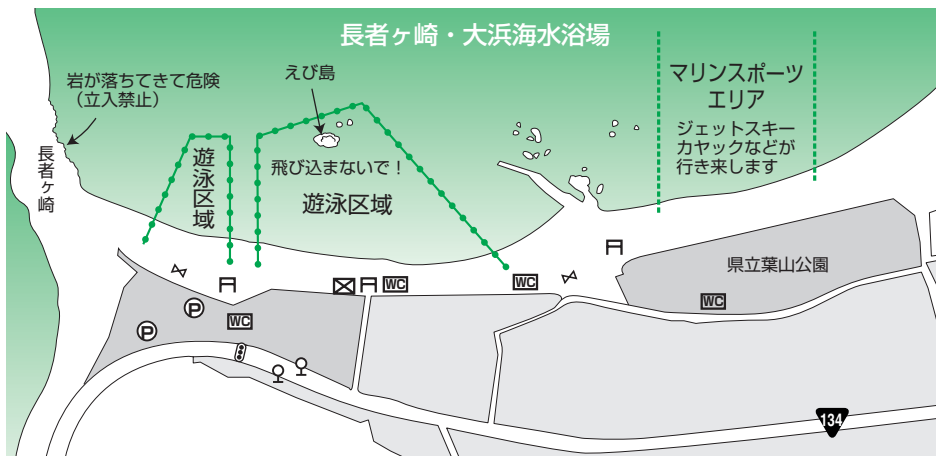 長者ヶ崎・大浜海水浴場
岩が落ちてきて危険
（立入禁止）
えび島
マリンスポーツ
エリア
ジェットスキー
カヤックなどが
行き来します
長者ヶ崎
遊泳区域
飛び込まないで！
遊泳区域
県立葉山公園
WC
WC
WC
WC
P
P
134